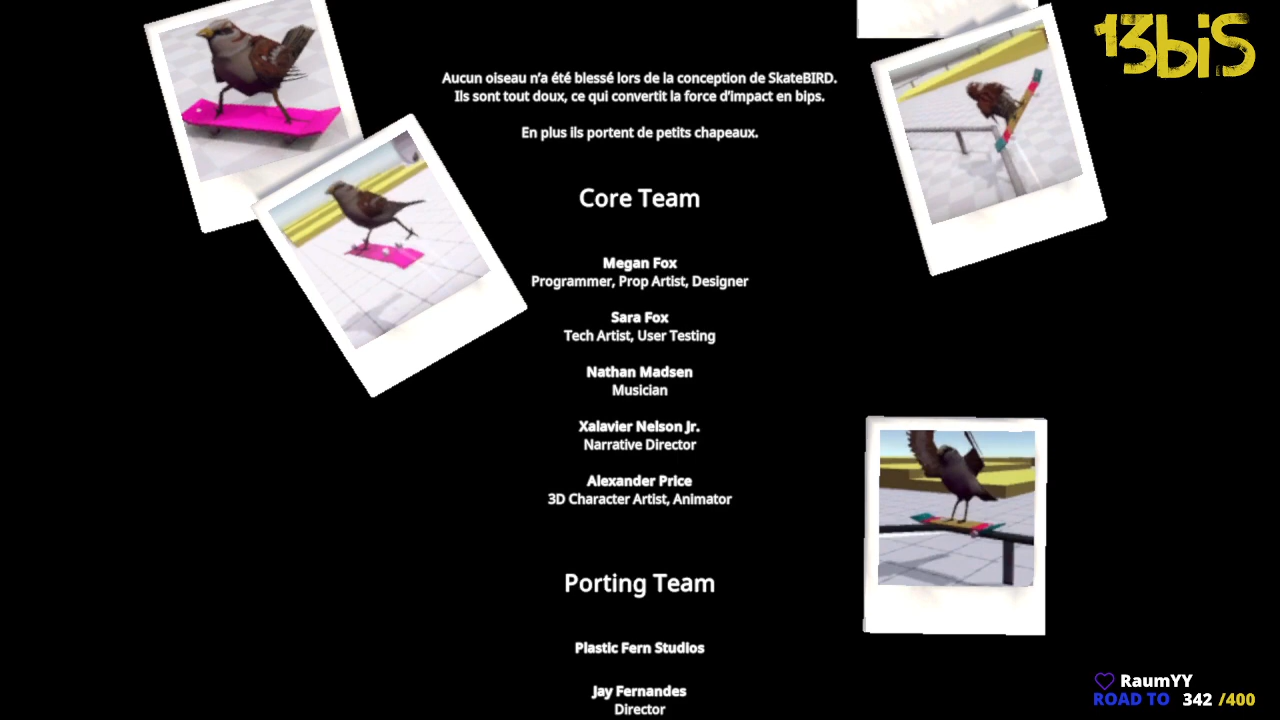 13biS
Aucun oiseau n'a été blessé lors de la conception de SkateBIRD.
Ils sont tout doux, ce qui convertit la force d'impact en bips.
En plus ils portent de petits chapeaux.
Core Team
Megan Fox
Programmer, Prop Artist, Designer
Sara Fox
Tech Artist, User Testing
Nathan Madsen
Musician
Xalavier Nelson Jr.
Narrative Director
Alexander Price
3D Character Artist, Animator
Porting Team
Plastic Fern Studios
Jay Fernandes
Director
RaumYY
ROAD TO 342 /400